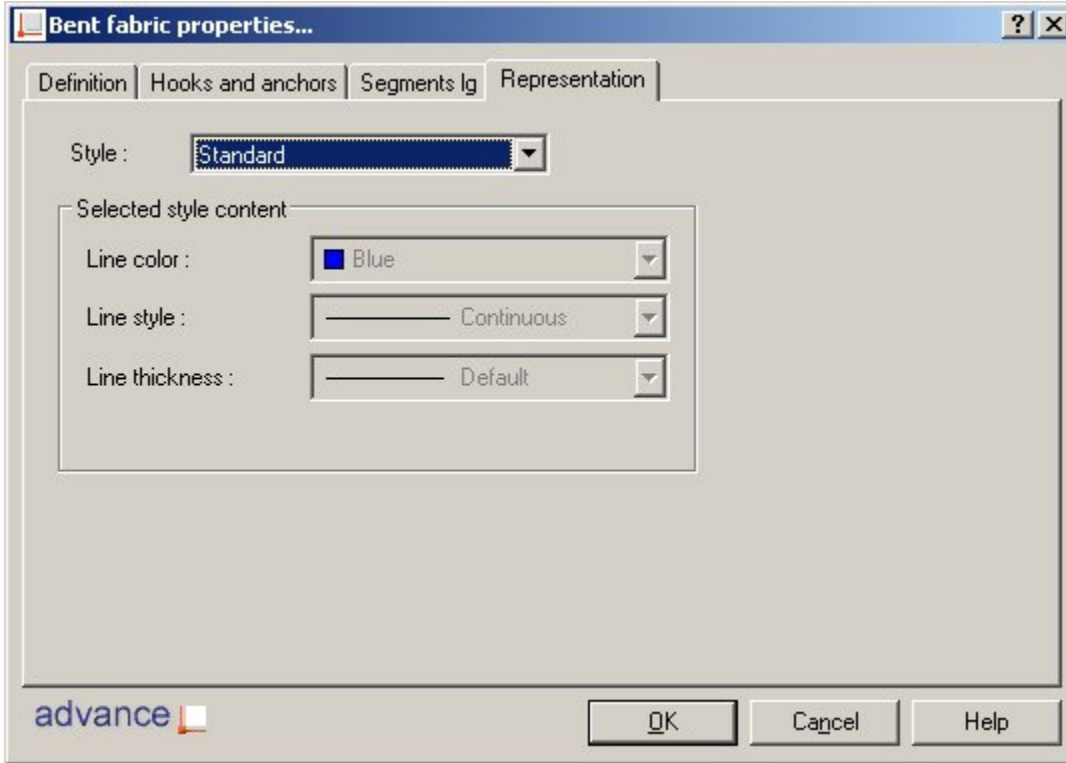 Bent fabric properties...
Definition Hooks and anchors Segments lg Representation
Style : Standard
Selected style content
Line color : Blue
Line style : Continuous
Line thickness : Default
advance OK Cancel Help